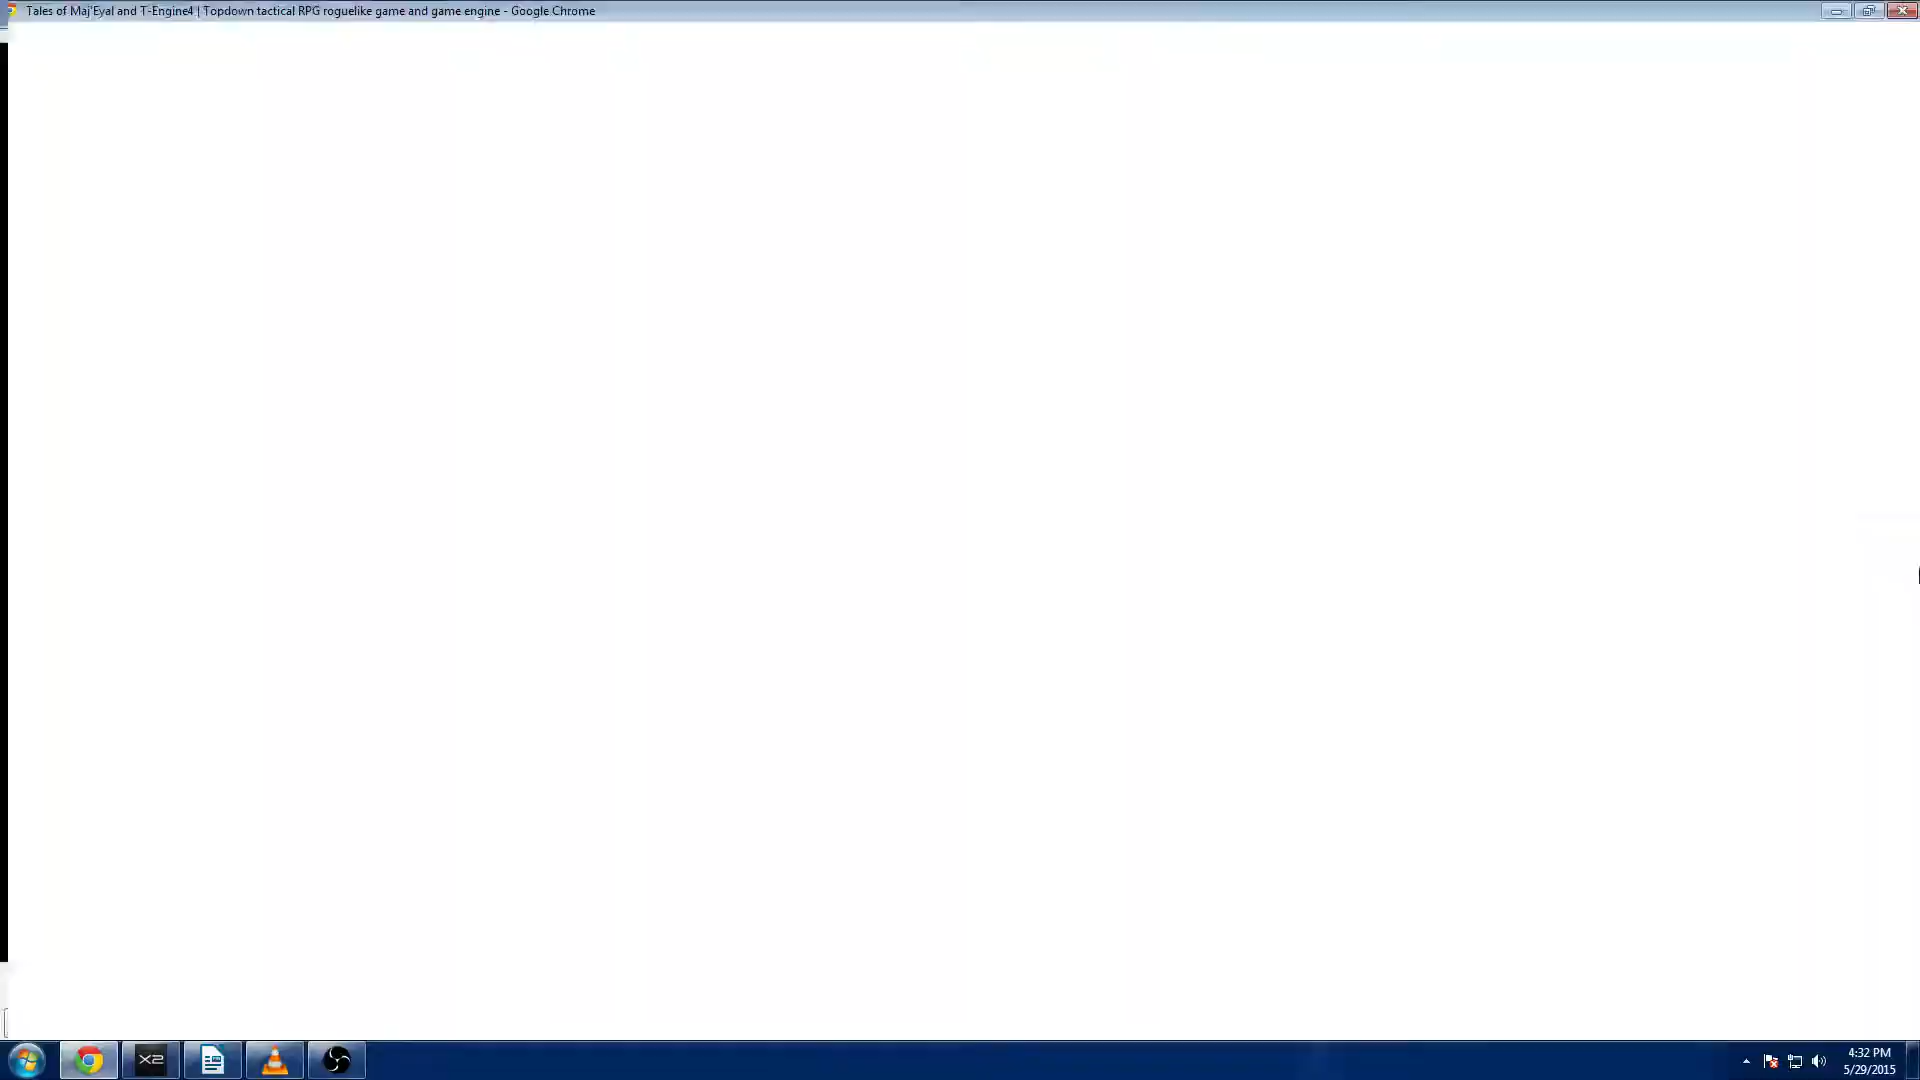 Tales of Maj'Eyal and T-Engine4 | Topdown tactical RPG roguelike game and game engine - Google Chrome
X2
4:32 PM
5/29/2015